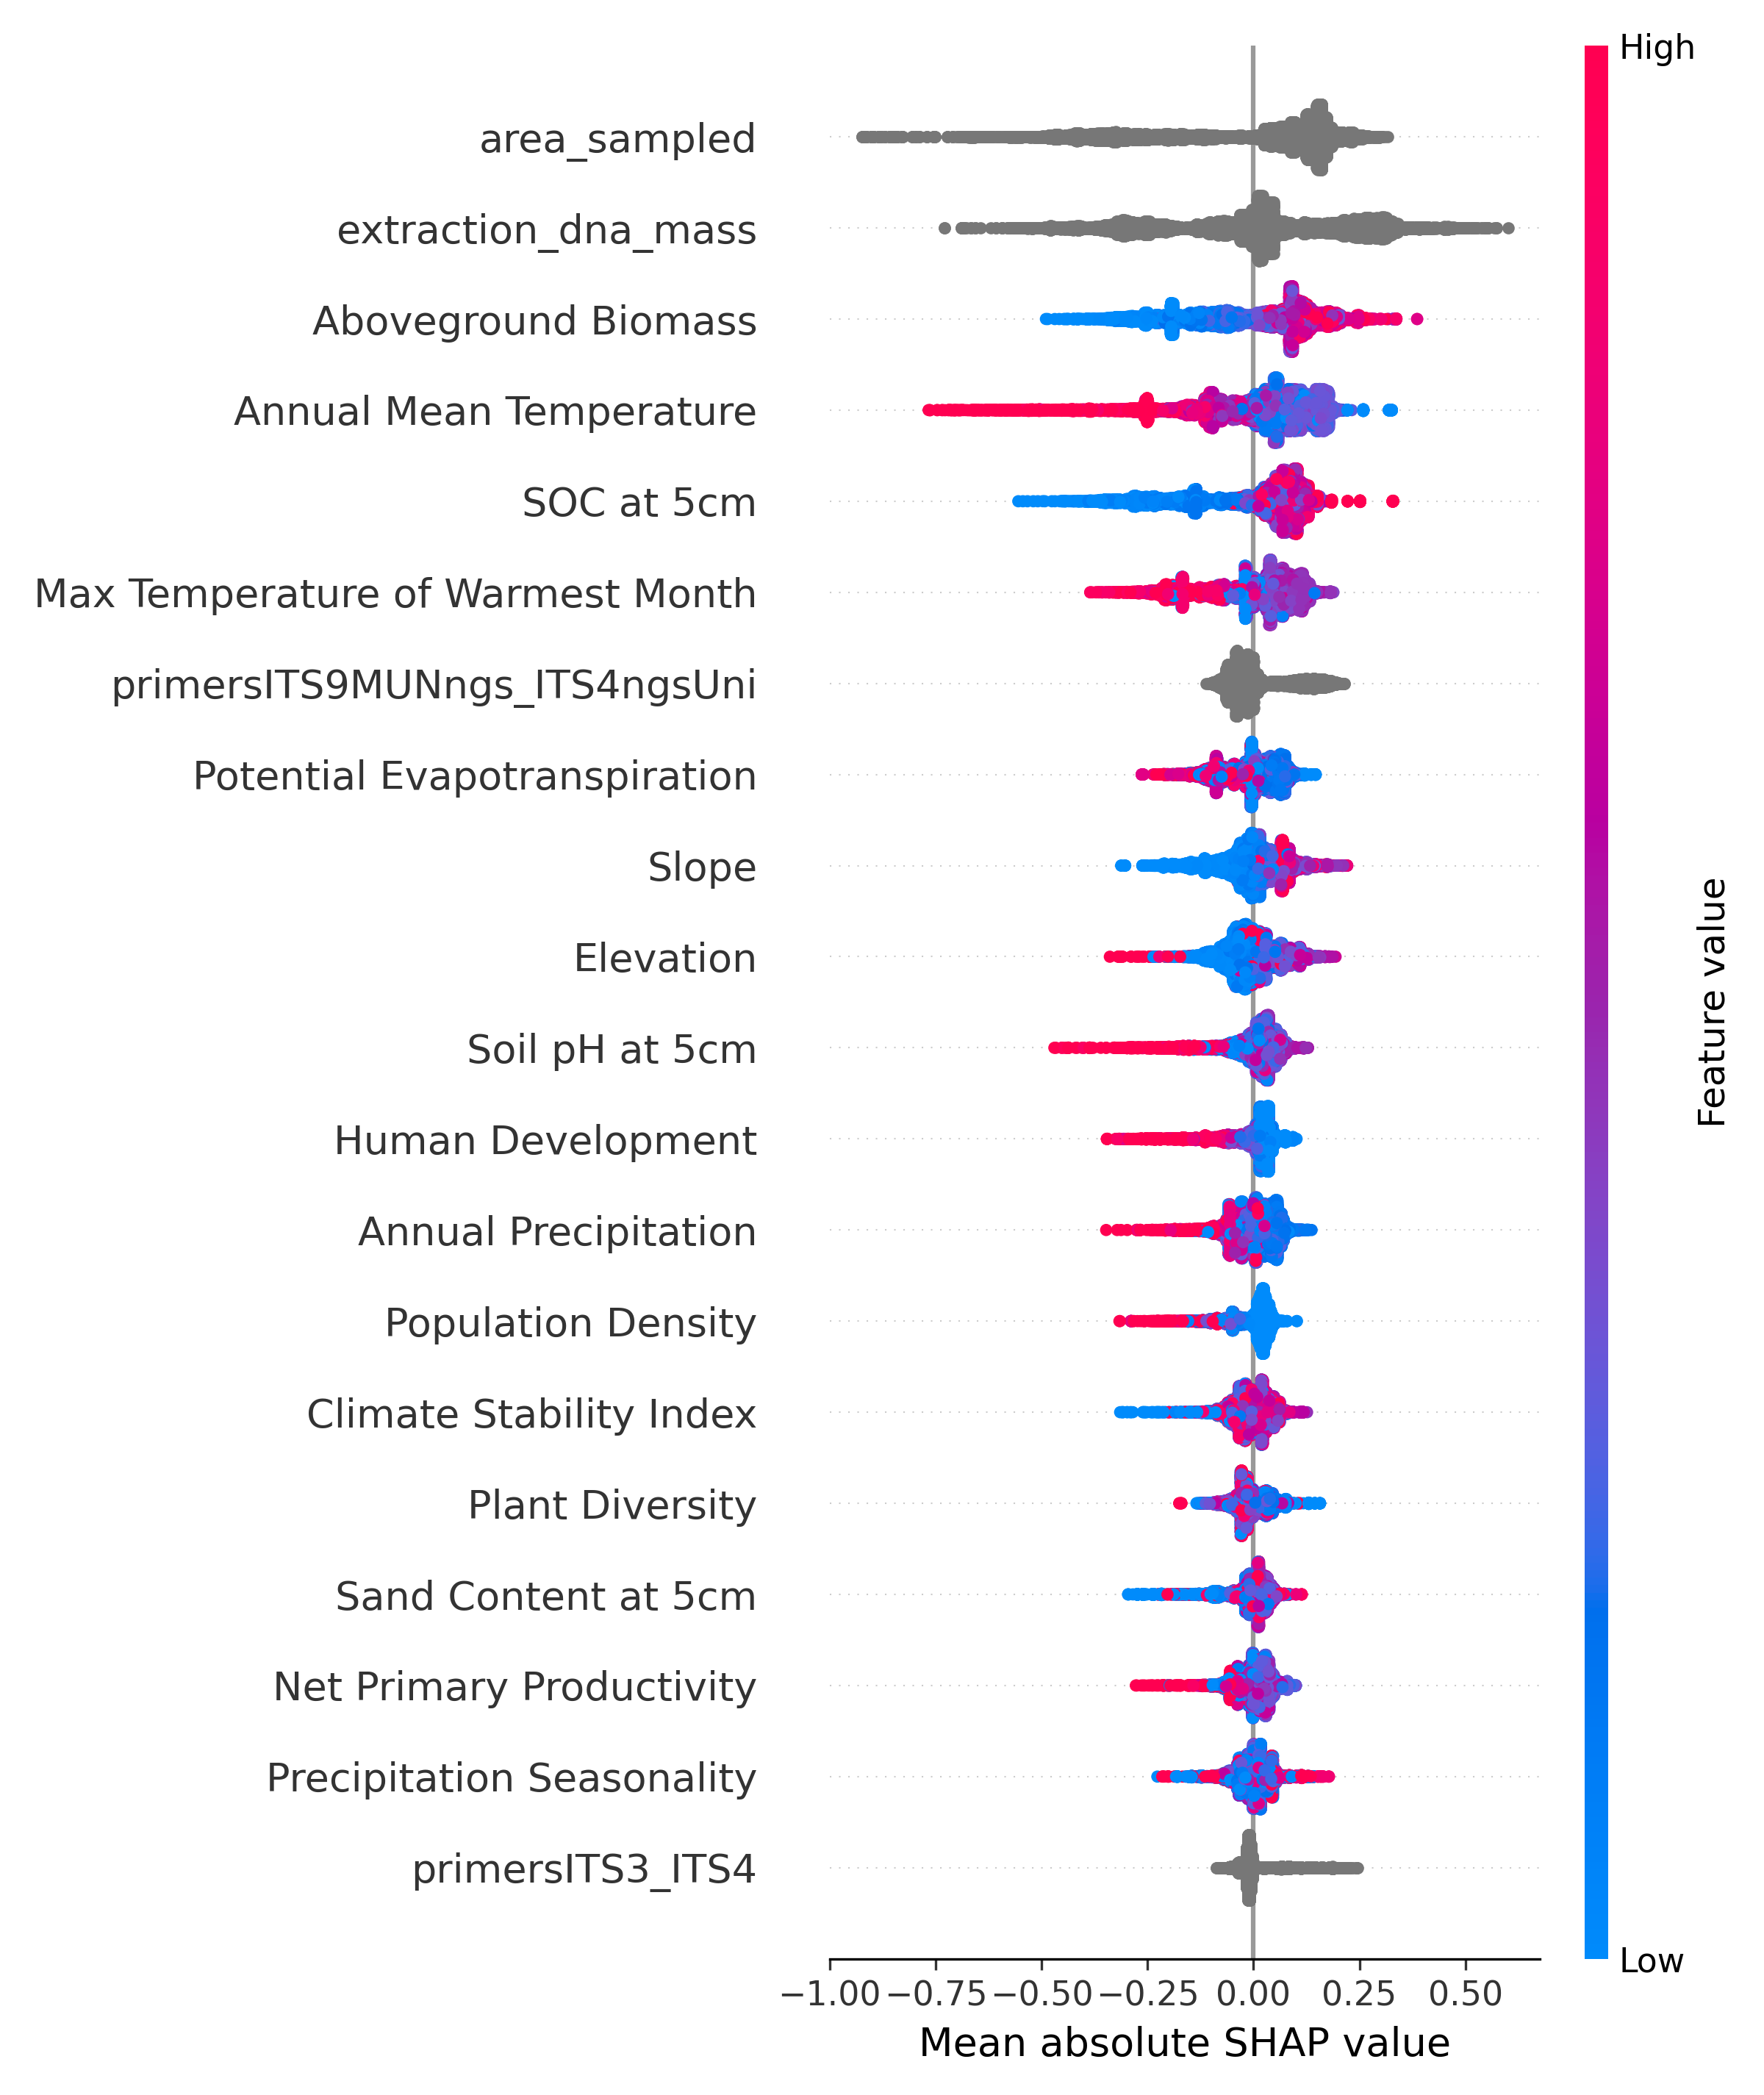 High
area_sampled
extraction_dna_mass
Aboveground Biomass
Annual Mean Temperature
SOC at 5cm
Max Temperature of Warmest Month
primersITS9MUNngs_ITS4ngsUni
Potential Evapotranspiration
Slope
Elevation
Soil pH at 5cm
Human Development
Annual Precipitation
Population Density
Climate Stability Index
Plant Diversity
Sand Content at 5cm
Net Primary Productivity
Precipitation Seasonality
primersITS3_ITS4
Feature value
Low
−1.00 −0.75 −0.50 −0.25 0.00 0.25 0.50
Mean absolute SHAP value